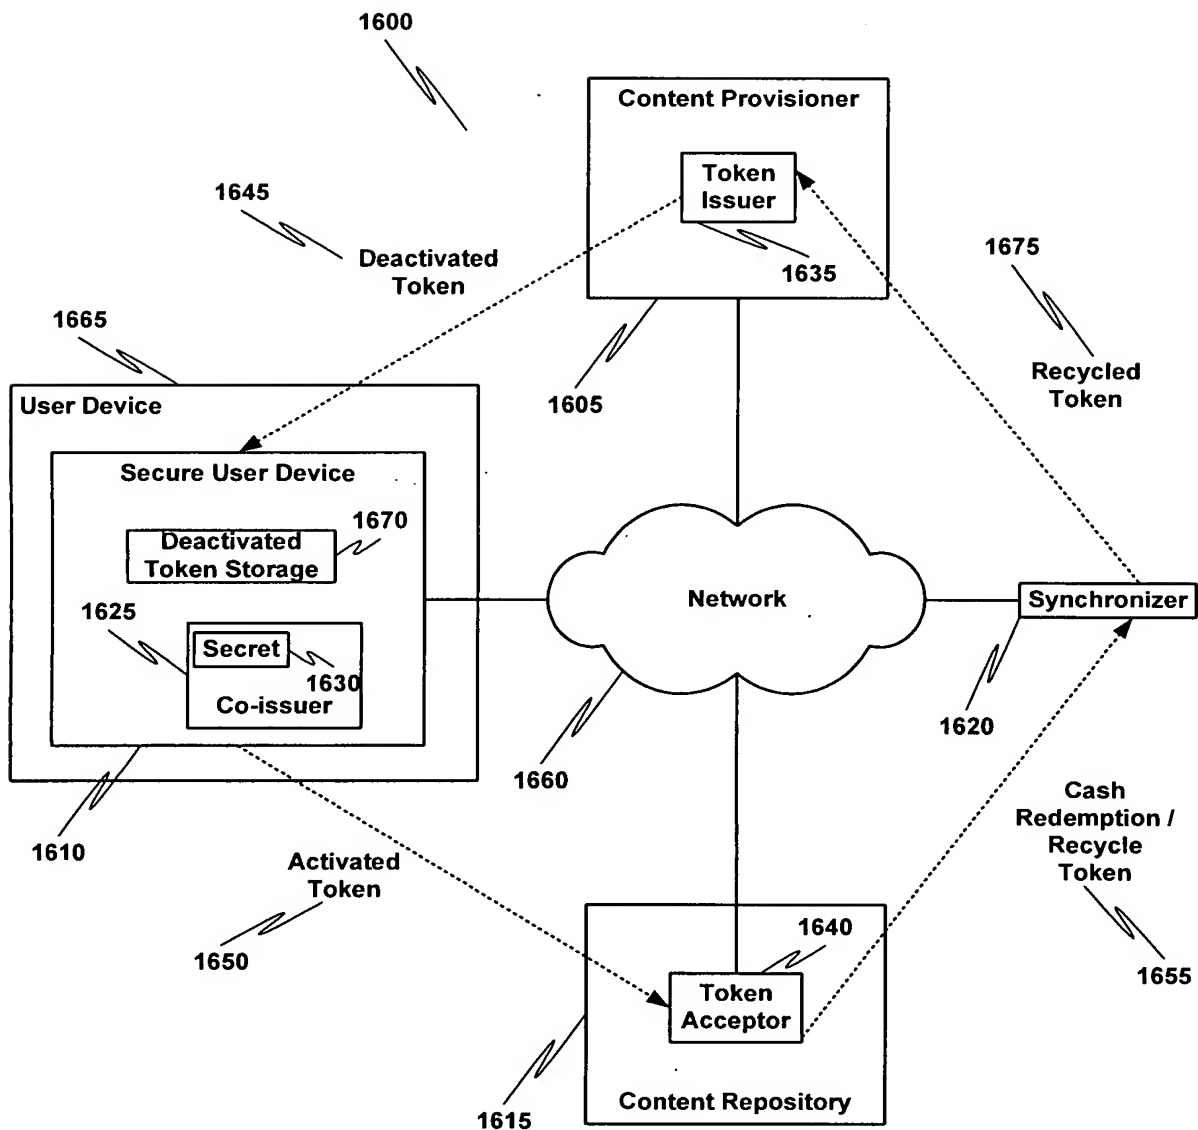 1600
Content Provisioner
Token
Issuer
1635
1645
Deactivated
Token
1675
Recycled
Token
1605
1665
User Device
Secure User Device
1670
Deactivated
Token Storage
1625
Secret
1630
Co-issuer
Network
Synchronizer
1620
1660
1610
Activated
Token
1650
Cash
Redemption /
Recycle
Token
1655
1640
Token
Acceptor
1615
Content Repository